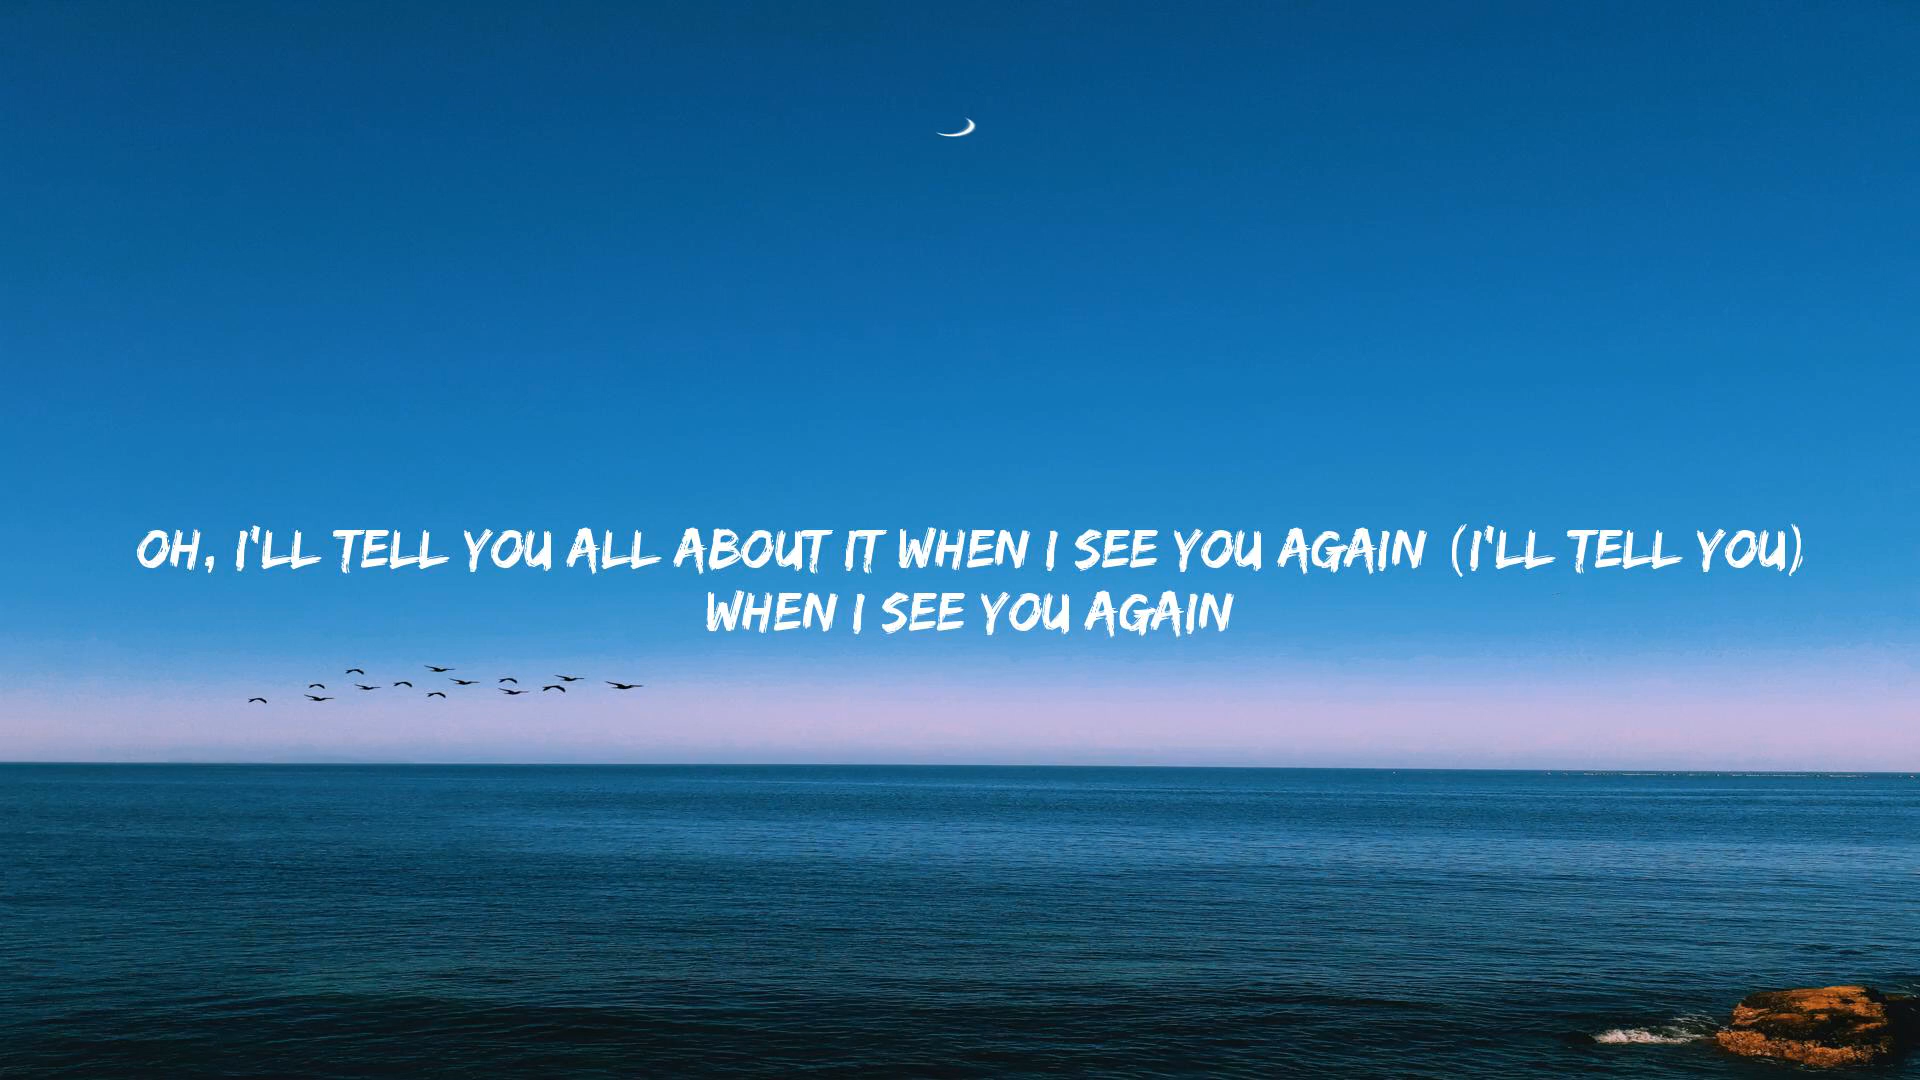 OH, I'LL TELL YOU ALL ABOUT IT WHEN I SEE YOU AGAIN (I'LL TELL YOU)
WHEN I SEE YOU AGAIN